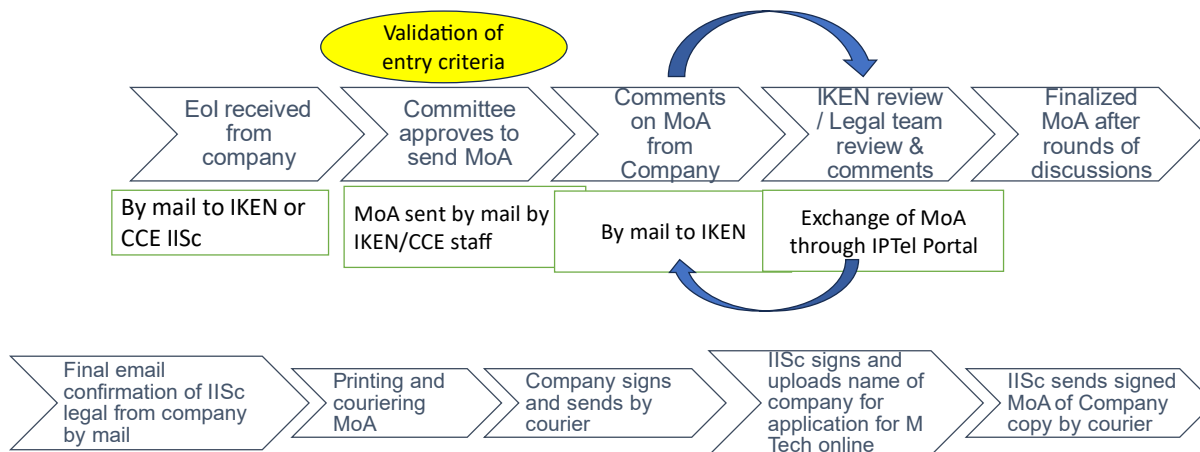 Validation of
entry criteria
EoI received
from
company
Committee
approves to
send MoA
Comments
on MoA
from
Company
IKEN review
/ Legal team
review &
comments
Finalized
MoA after
rounds of
discussions
By mail to IKEN or
CCE IISc
MoA sent by mail by
IKEN/CCE staff
By mail to IKEN
Exchange of MoA
through IPTel Portal
Final email
confirmation of IISc
legal from company
by mail
Printing and
couriering
MoA
Company signs
and sends by
courier
IISc signs and
uploads name of
company for
application for M
Tech online
IISc sends signed
MoA of Company
copy by courier